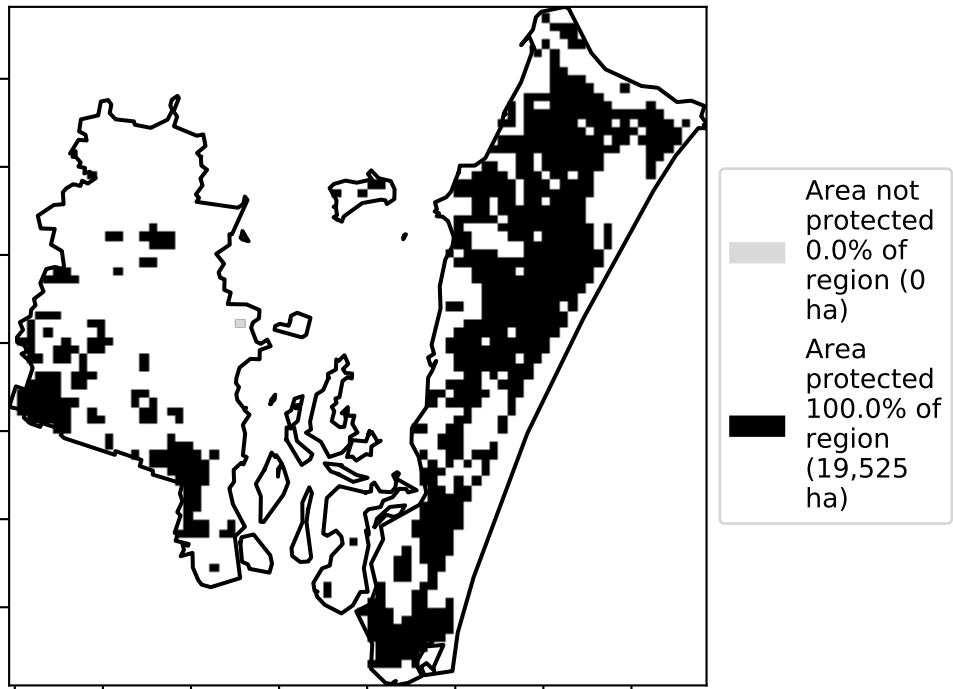 Area not
protected
0.0% of
region (0
ha)
Area
protected
100.0% of
region
(19,525
ha)